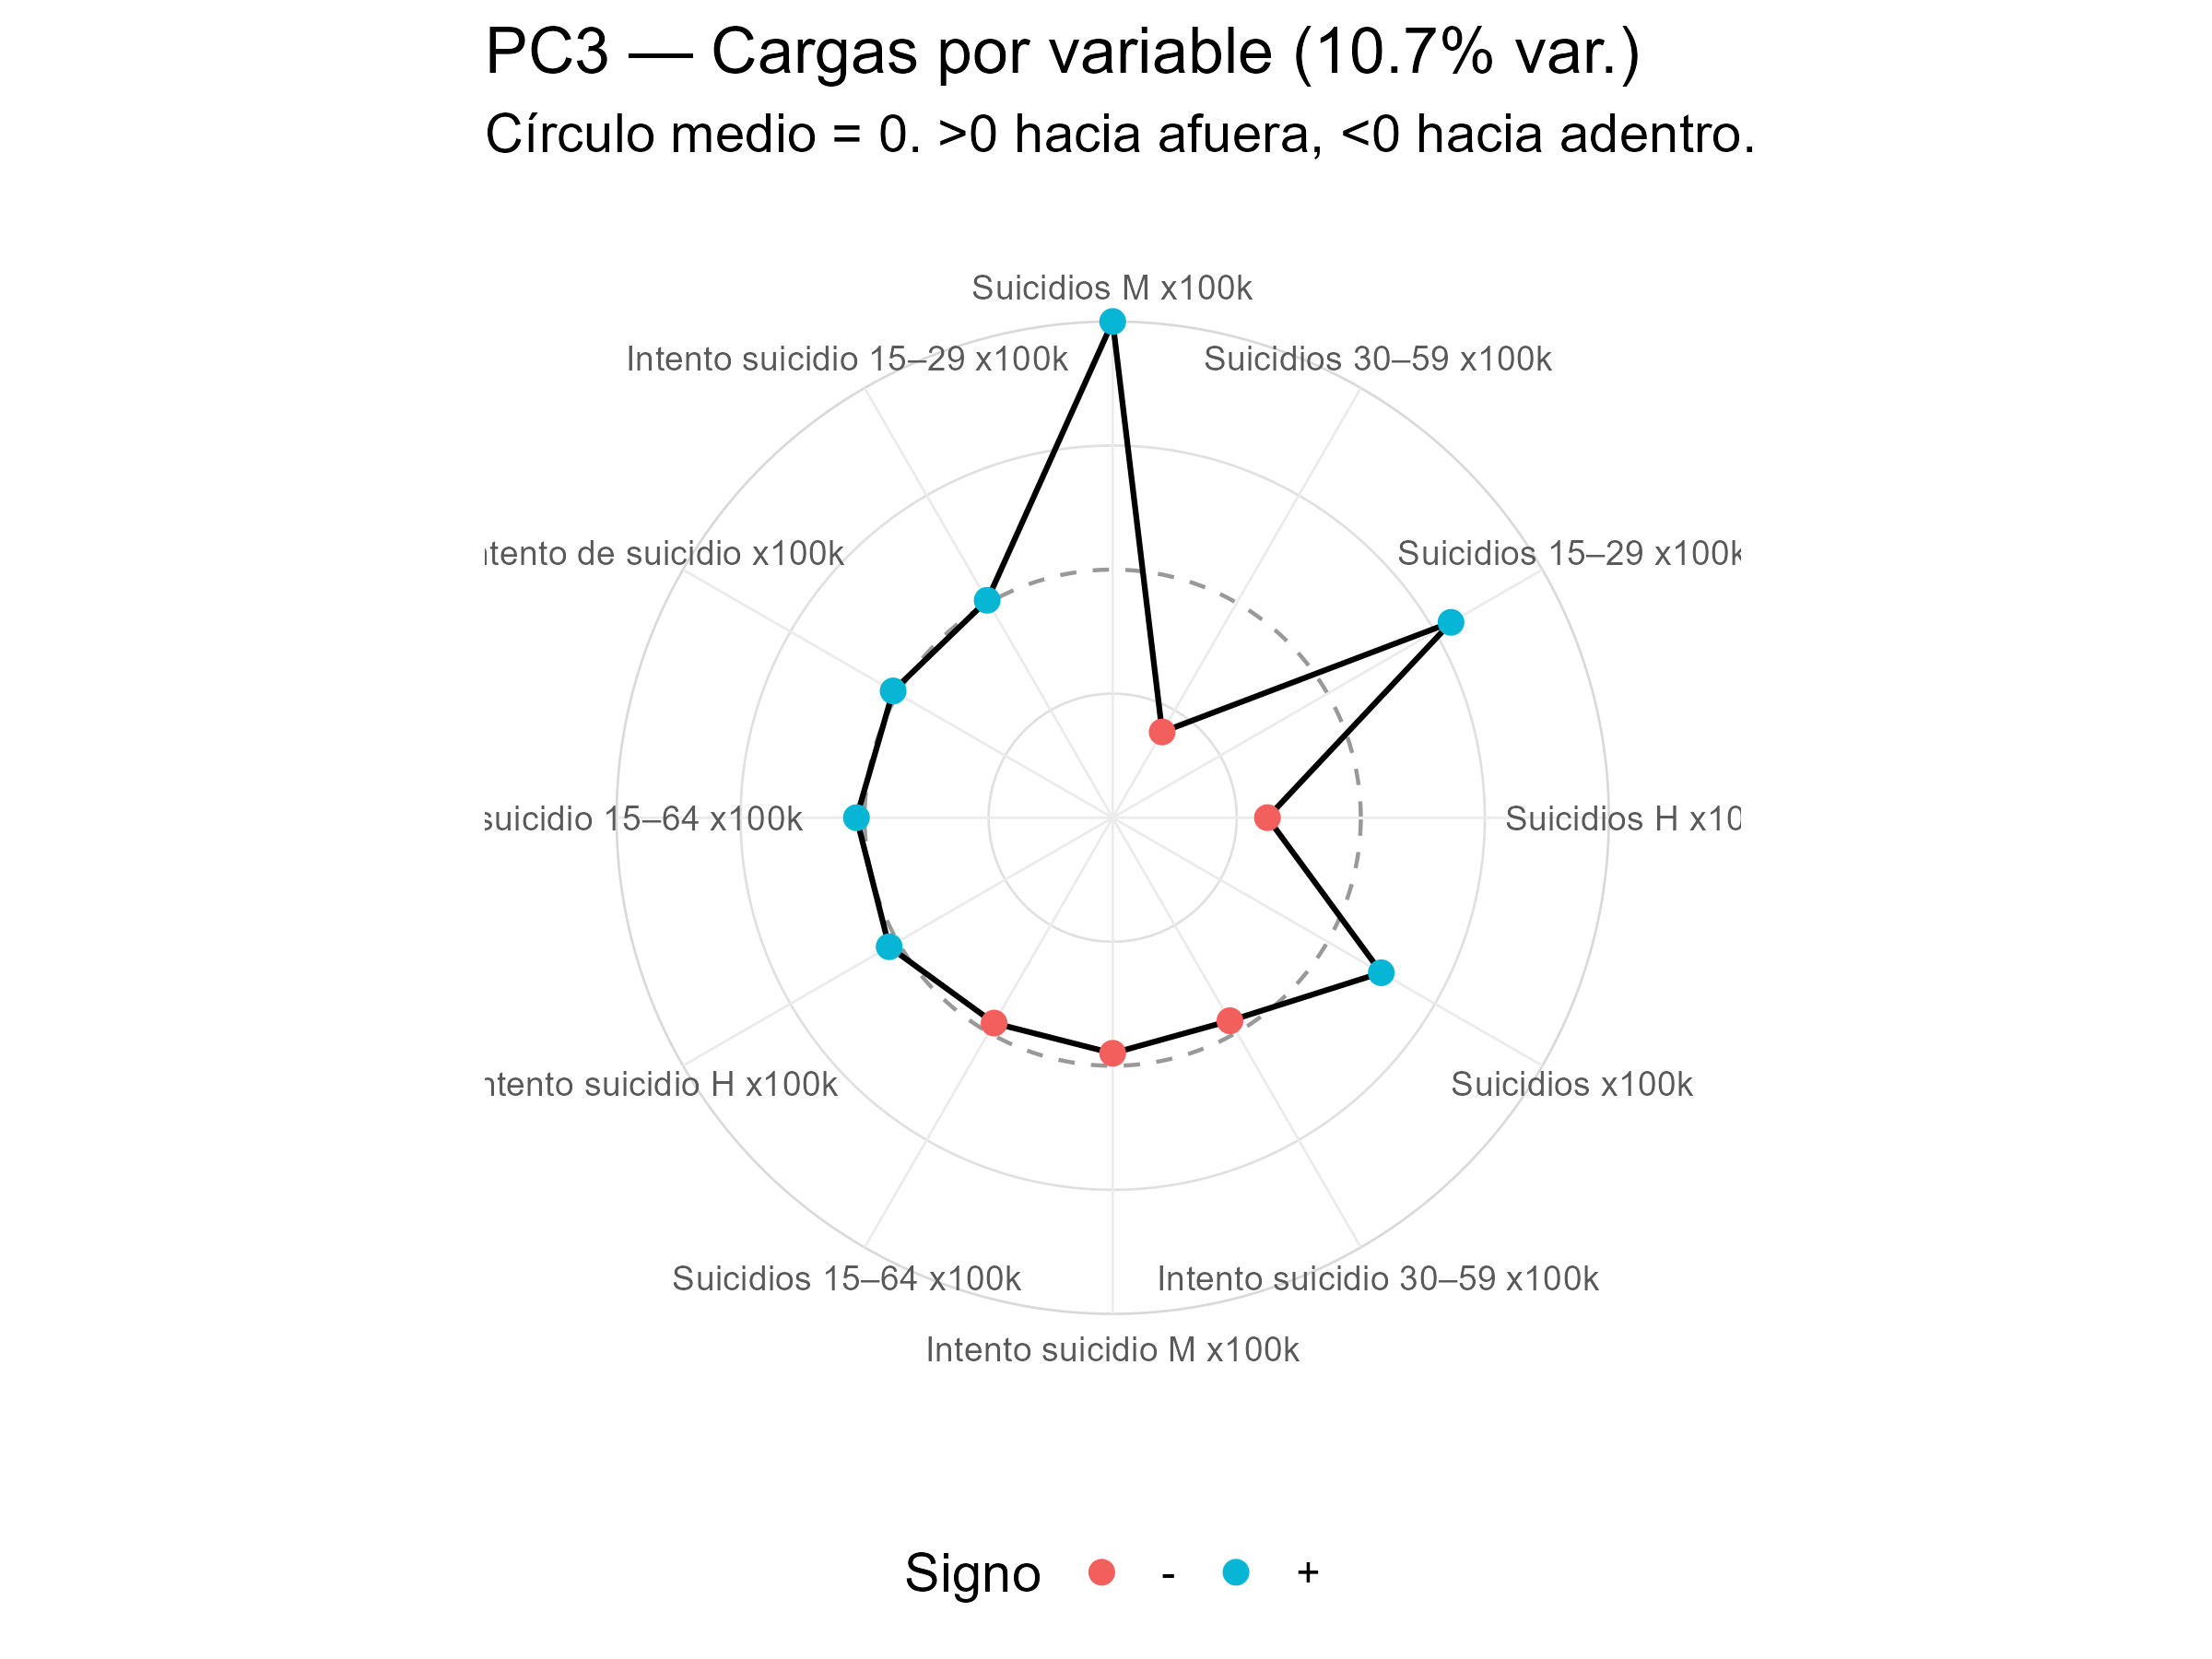 PC3 — Cargas por variable (10.7% var.)
Círculo medio = 0. >0 hacia afuera, <0 hacia adentro.
Suicidios M x100k
Intento suicidio 15–29 x100k
Suicidios 30–59 x100k
ntento de suicidio x100k
Suicidios 15–29 x100k
suicidio 15–64 x100k
Suicidios H x10
ntento suicidio H x100k
Suicidios x100k
Suicidios 15–64 x100k
Intento suicidio 30–59 x100k
Intento suicidio M x100k
Signo - +